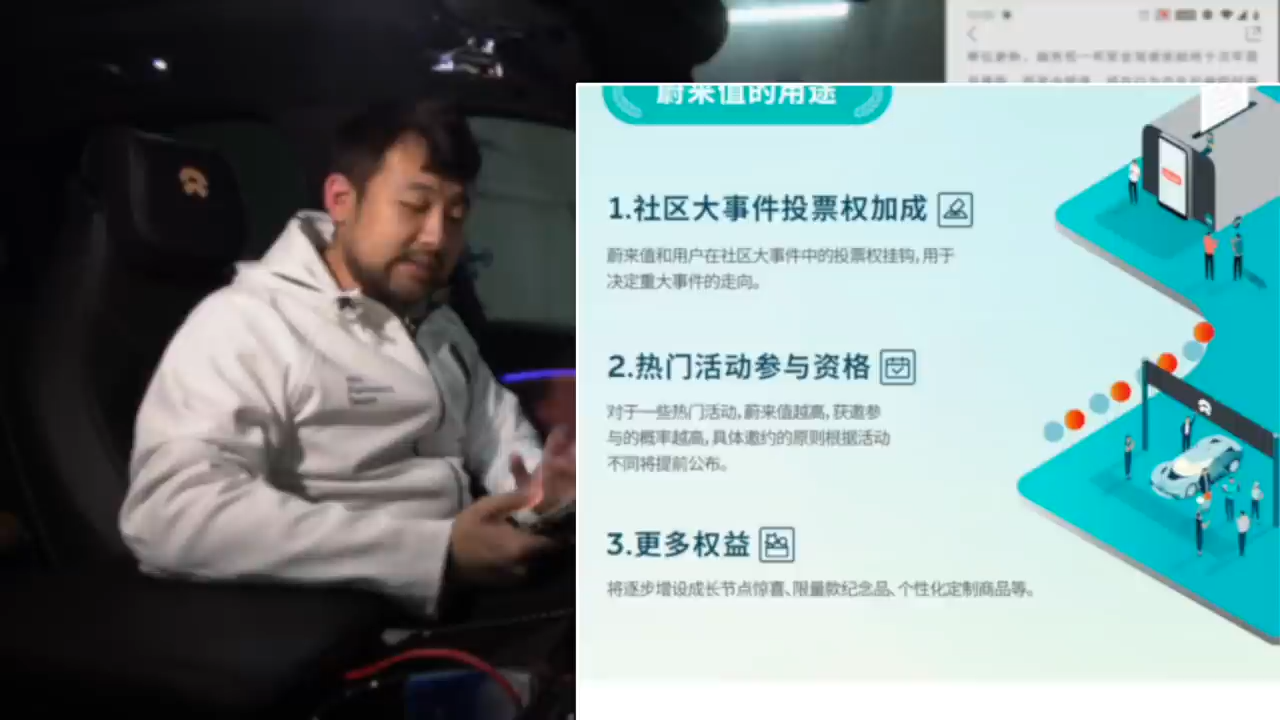 蔚来值的用途
1.社区大事件投票权加成
蔚来值和用户在社区大事件中的投票权挂钩,用于
决定重大事件的走向。
2.热门活动参与资格
对于一些热门活动,蔚来值越高,获邀参
与的概率越高,具体邀约的原则根据活动
不同将提前公布。
3.更多权益
将逐步增设成长节点惊喜、限量款纪念品、个性化定制商品等。